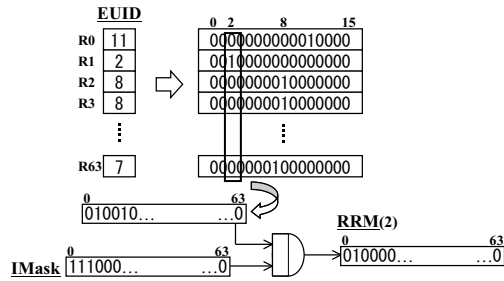 EUID
0 2 8 15
R0 11 0000000000010000
R1 2 0010000000000000
R2 8 0000000010000000
R3 8 0000000010000000
R63 7 0000000100000000
0 63
010010... ...0
RRM(2)
0 63
IMask 111000... ...0
0 63
010000... ...0